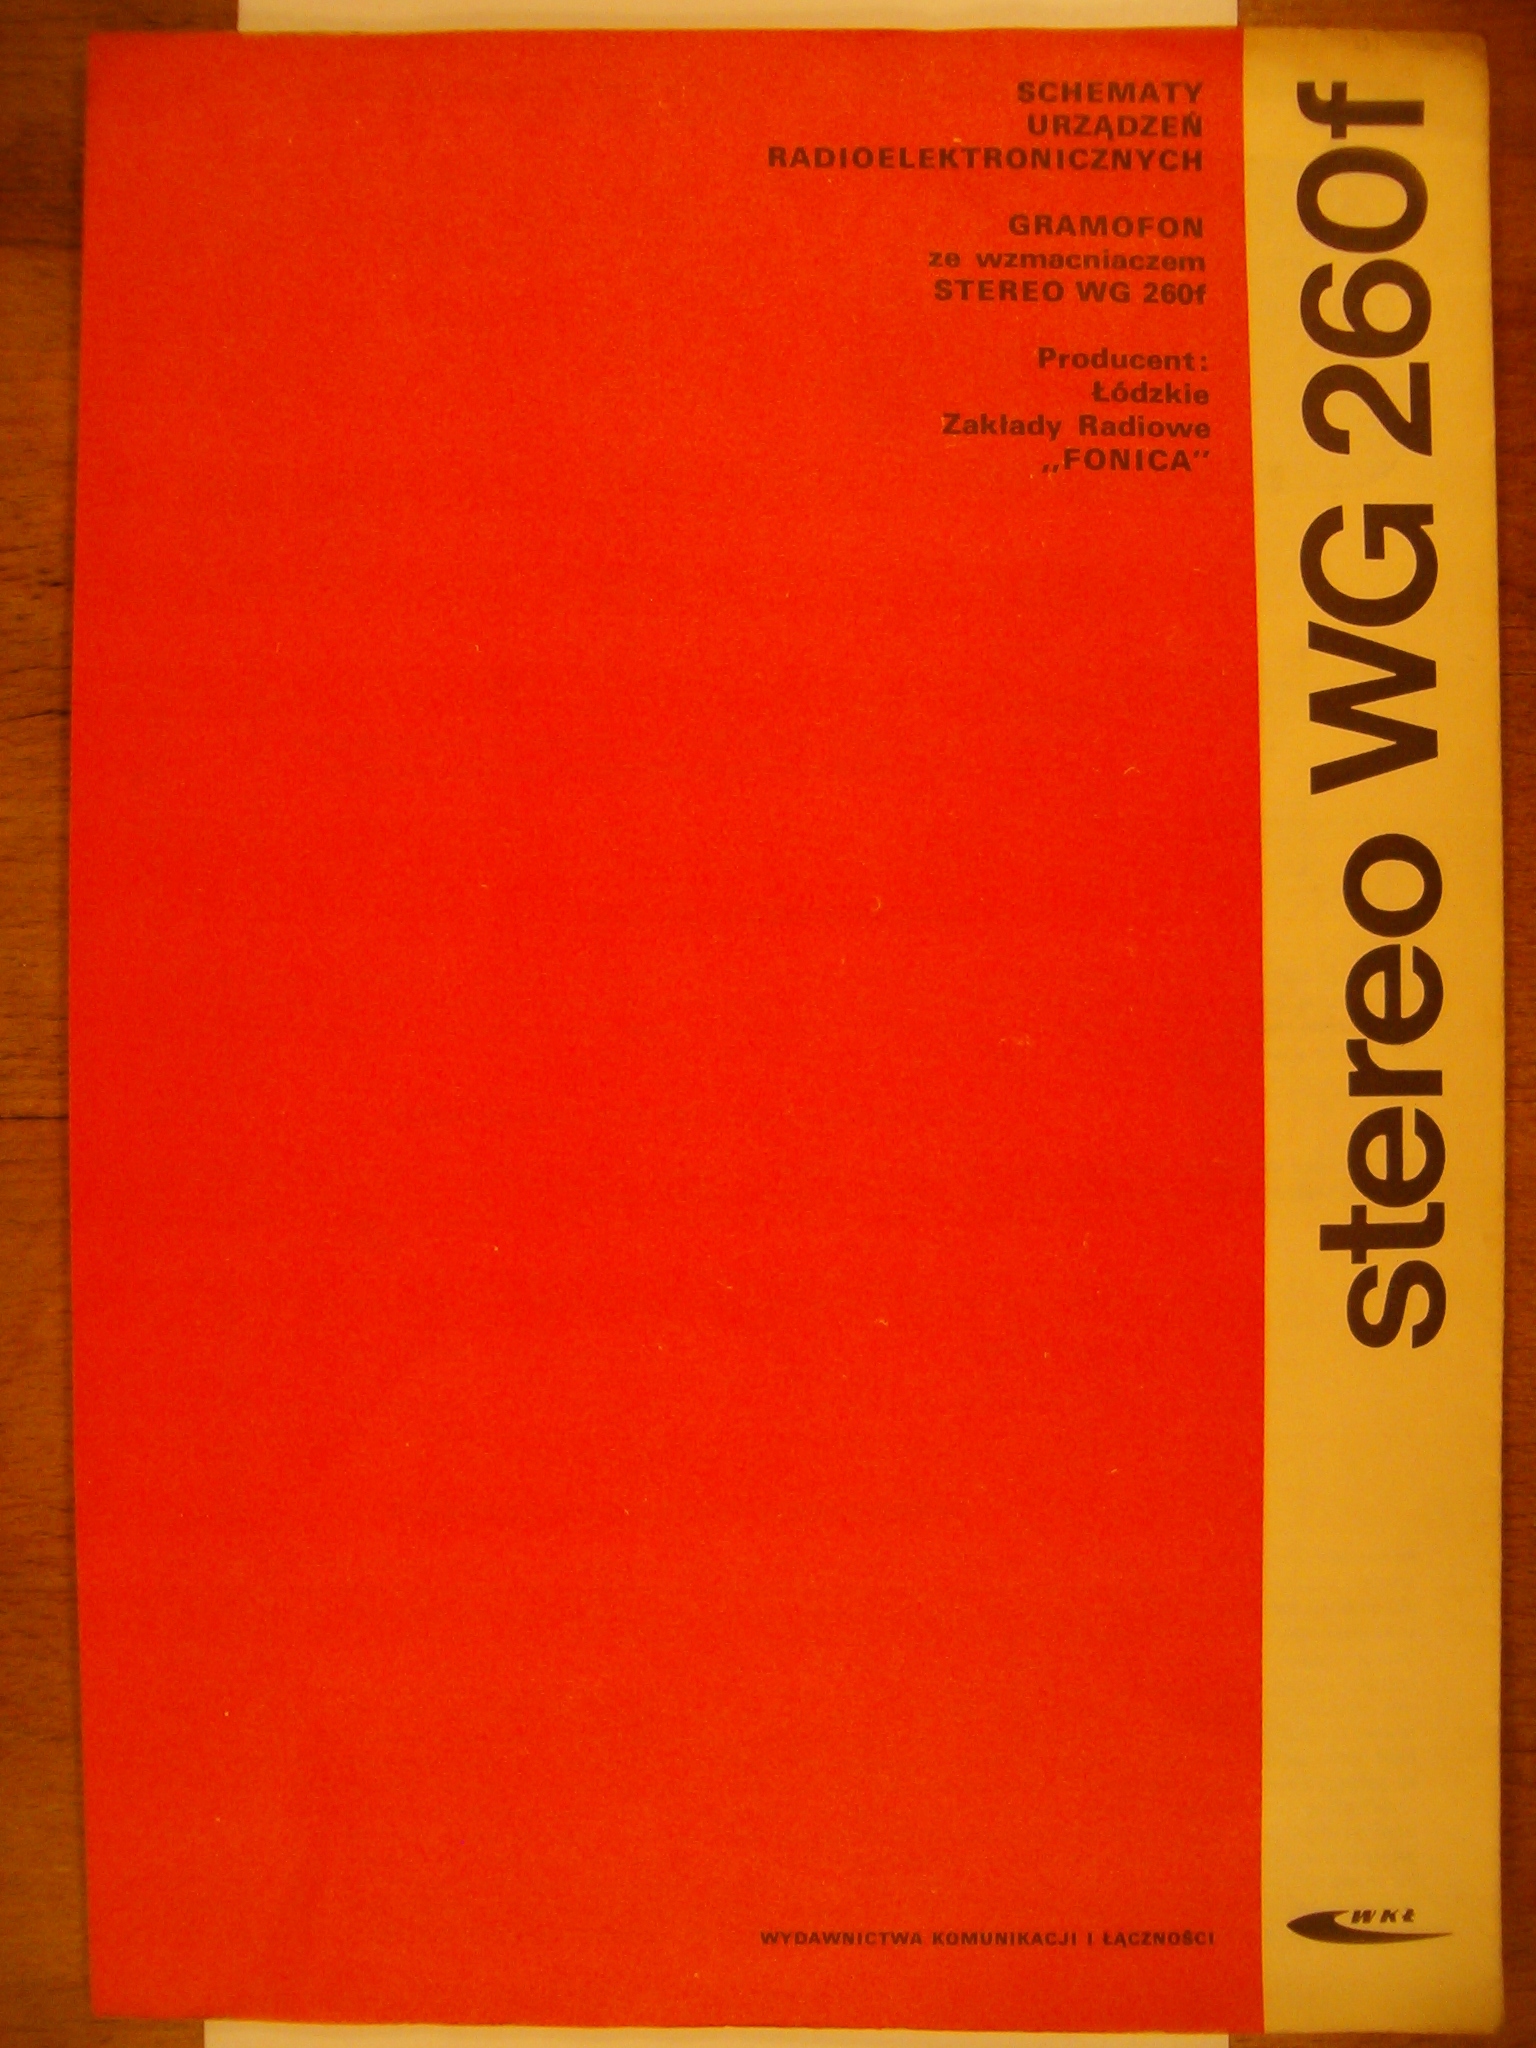 SCHEMATY
URZĄDZEŃ
RADIOELEKTRONICZNYCH
GRAMOFON
ze wzmacniaczem
STEREO WG 260f
Producent:
Łódzkie
Zakłady Radiowe
„FONICA”
WYDAWNICTWA KOMUNIKACJI I ŁĄCZNOŚCI
stereo WG 260f
WKŁ